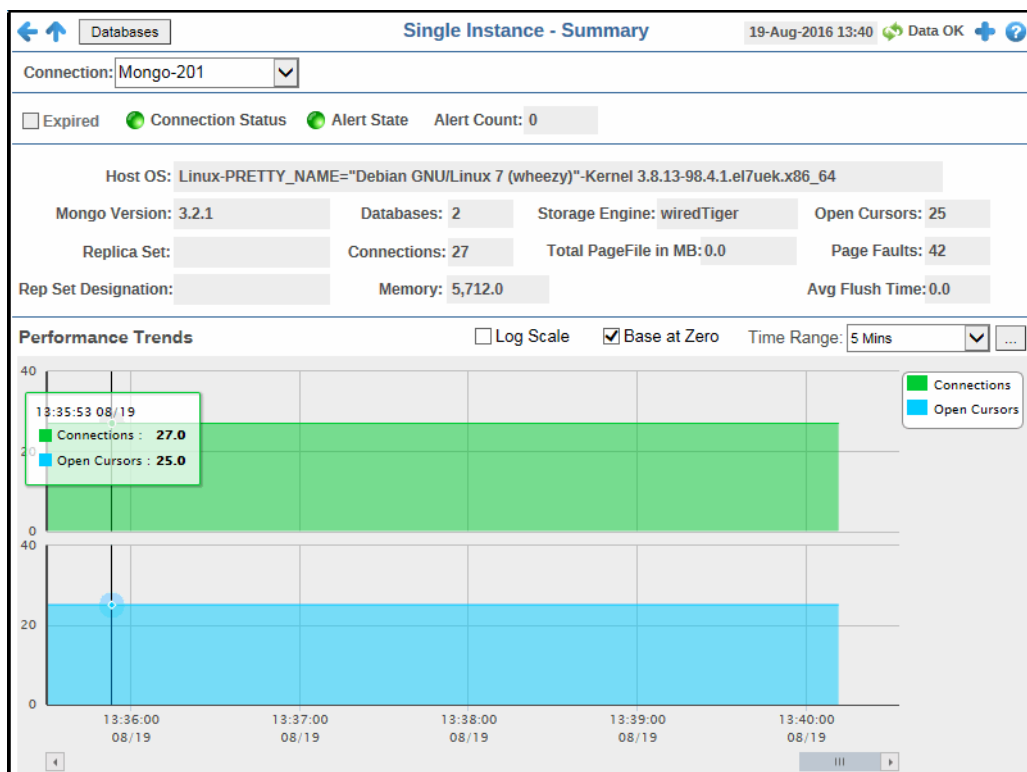 Databases Single Instance - Summary 19-Aug-2016 13:40 Data OK
Connection: Mongo-201
Expired Connection Status Alert State Alert Count: 0
Host OS: Linux-PRETTY_NAME="Debian GNU/Linux 7 (wheezy)"-Kernel 3.8.13-98.4.1.el7uek.x86_64
Mongo Version: 3.2.1 Databases: 2 Storage Engine: wiredTiger Open Cursors: 25
Replica Set: Connections: 27 Total PageFile in MB: 0.0 Page Faults: 42
Rep Set Designation: Memory: 5,712.0 Avg Flush Time: 0.0
Performance Trends Log Scale Base at Zero Time Range: 5 Mins ...
40
Connections
Open Cursors
13:35:53 08/19
Connections : 27.0
20
Open Cursors : 25.0
0
40
20
0
13:36:00 13:37:00 13:38:00 13:39:00 13:40:00
08/19 08/19 08/19 08/19 08/19